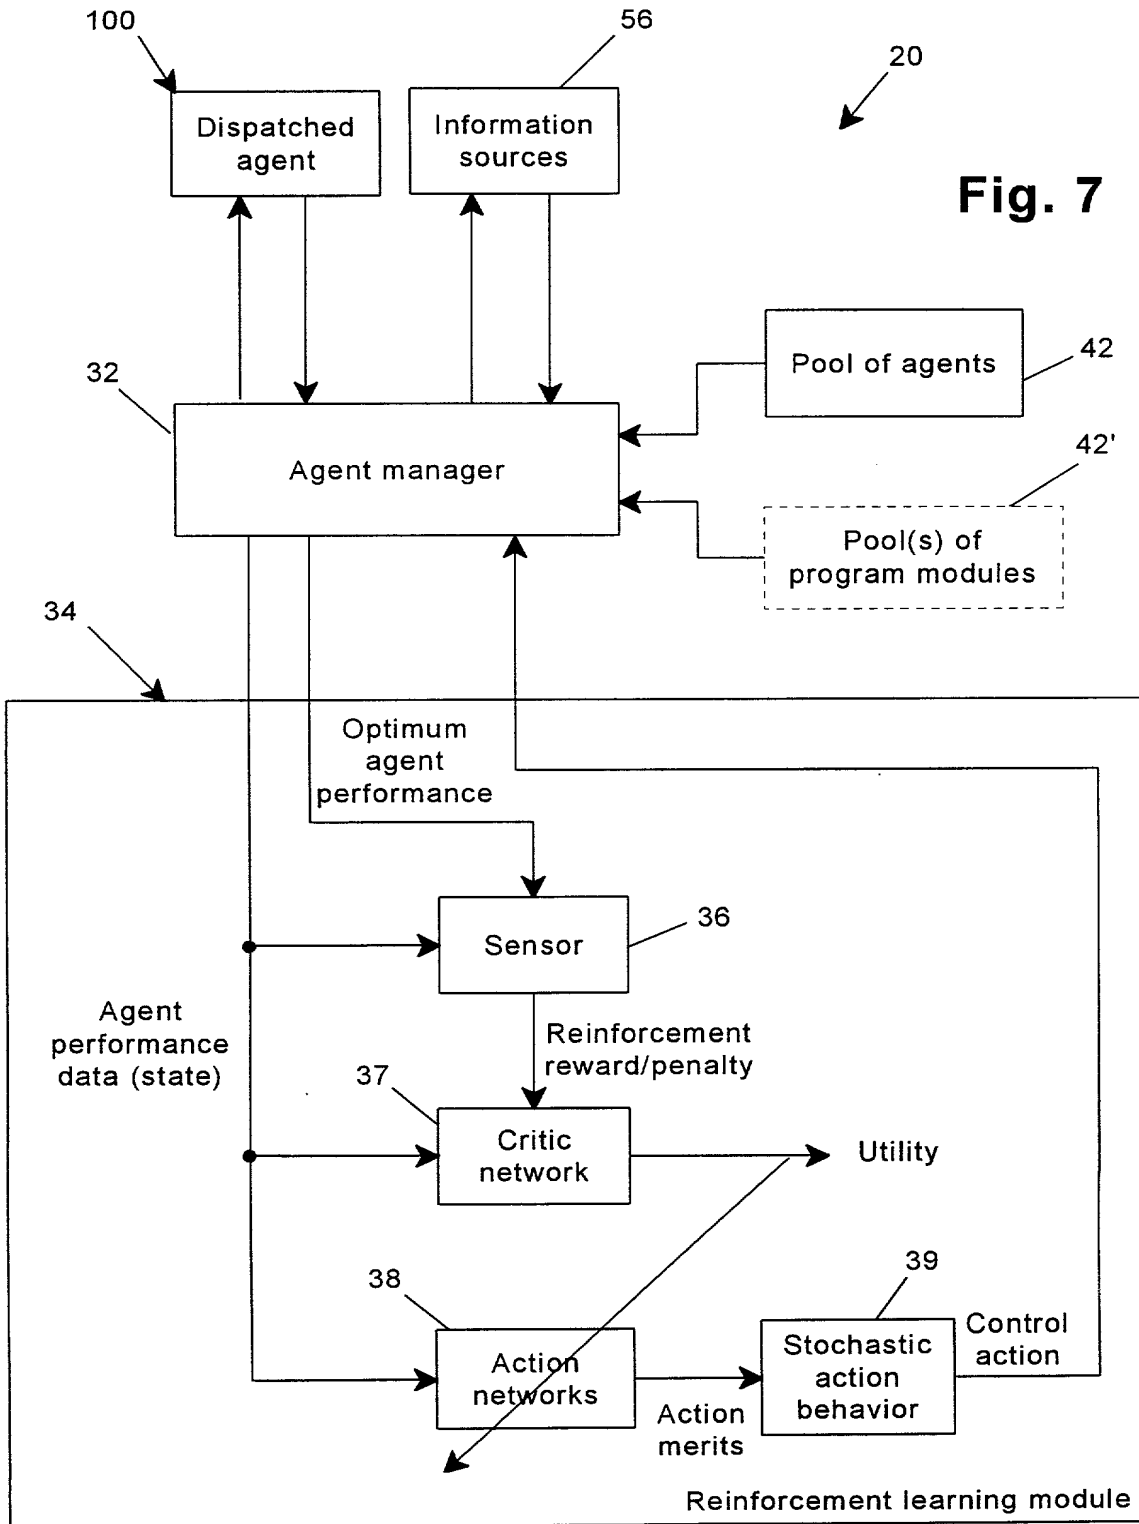 100
56
20
Dispatched
agent
Information
sources
Fig. 7
32
Pool of agents
42
Agent manager
42'
Pool(s) of
program modules
34
Optimum
agent
performance
Sensor
36
Agent
performance
data (state)
Reinforcement
reward/penalty
37
Critic
network
Utility
38
39
Action
networks
Action
merits
Stochastic
action
behavior
Control
action
Reinforcement learning module